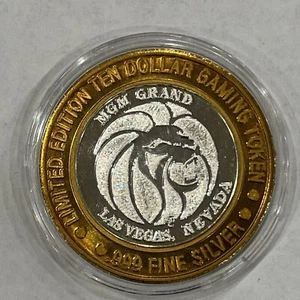 LIMITED EDITION TEN DOLLAR GAMING TOKEN
.999 FINE SILVER
MGM GRAND
LAS VEGAS, NEVADA